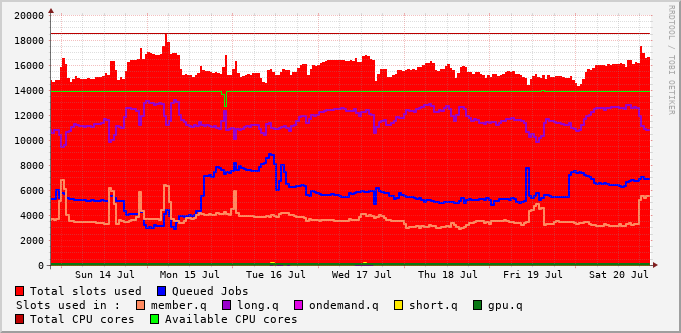 20000
18000
16000
14000
12000
10000
8000
6000
4000
2000
0
Sun 14 Jul Mon 15 Jul Tue 16 Jul Wed 17 Jul Thu 18 Jul Fri 19 Jul Sat 20 Jul
Total slots used Queued Jobs
Slots used in : member.q long.q ondemand.q short.q gpu.q
Total CPU cores Available CPU cores
RRDTOOL / TOBI OETIKER